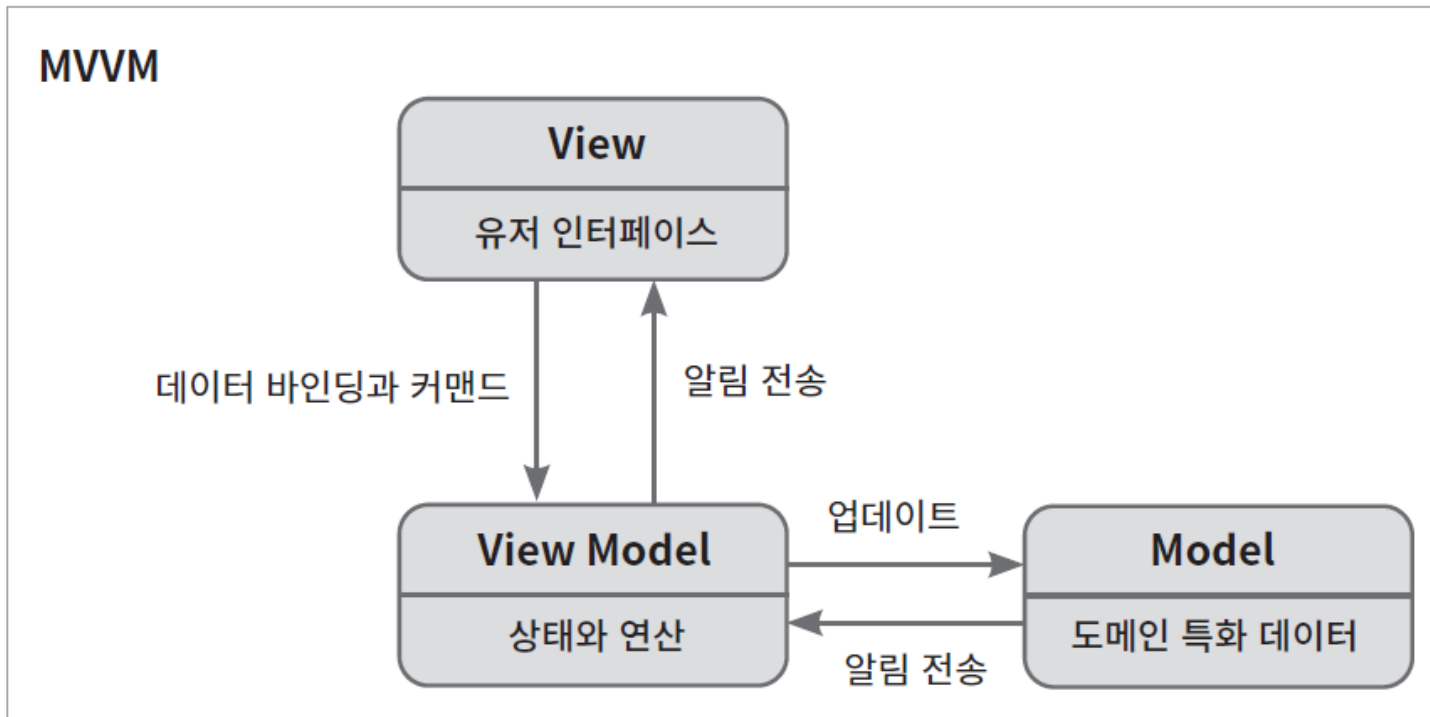 MVVM
View
유저 인터페이스
데이터 바인딩과 커맨드
알림 전송
View Model
상태와 연산
업데이트
알림 전송
Model
도메인 특화 데이터